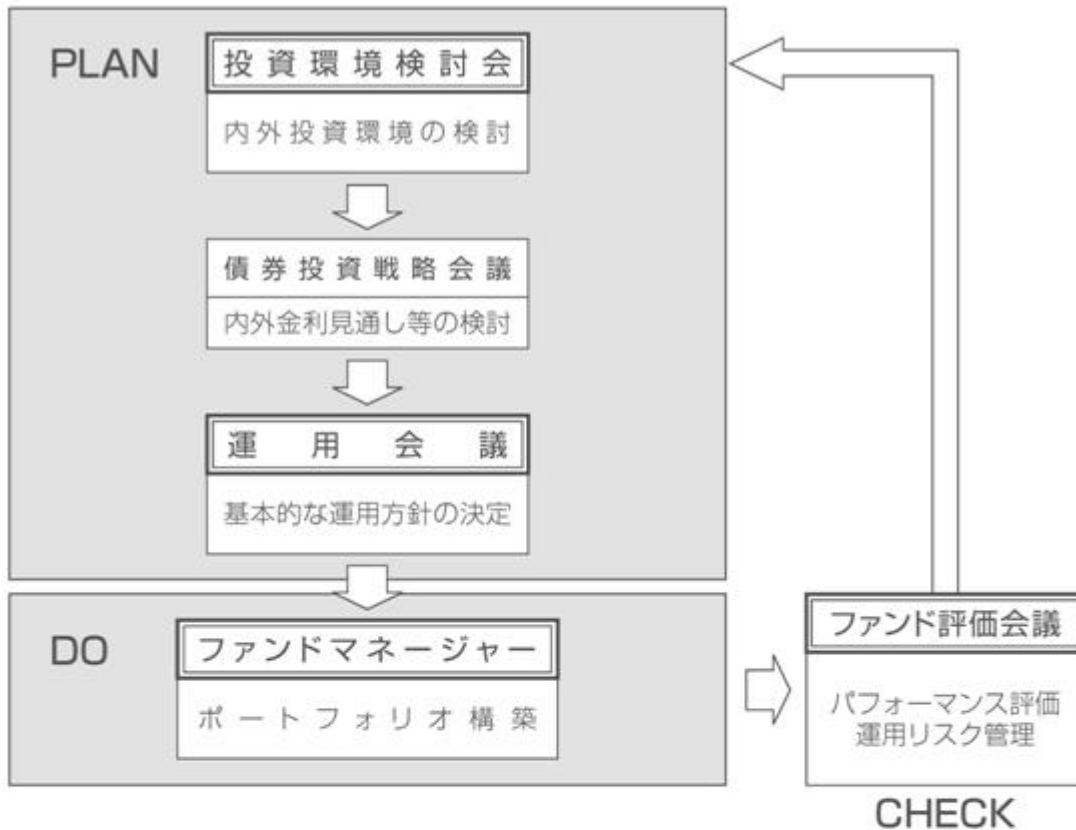 PLAN
投資環境検討会
内外投資環境の検討
債券投資戦略会議
内外金利見通し等の検討
運用会議
基本的な運用方針の決定
DO
ファンドマネージャー
ポートフォリオ構築
ファンド評価会議
パフォーマンス評価
運用リスク管理
CHECK